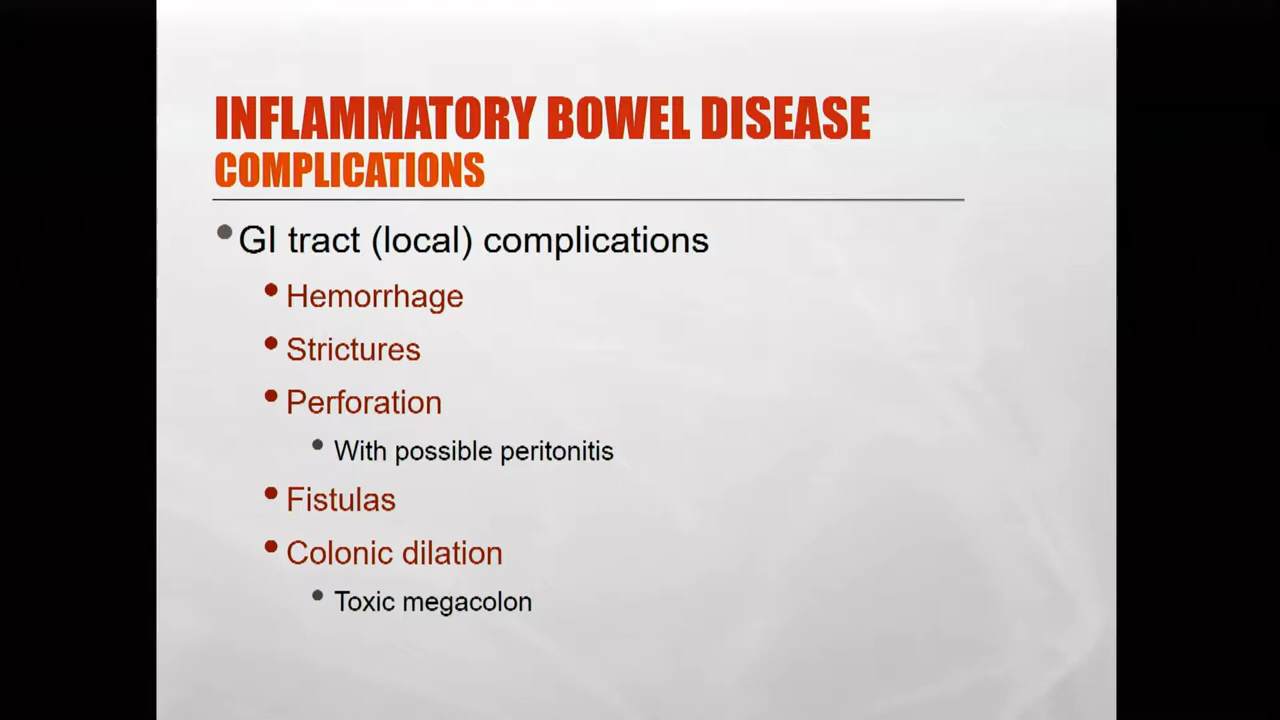 INFLAMMATORY BOWEL DISEASE
COMPLICATIONS
GI tract (local) complications
Hemorrhage
Strictures
Perforation
With possible peritonitis
Fistulas
Colonic dilation
Toxic megacolon